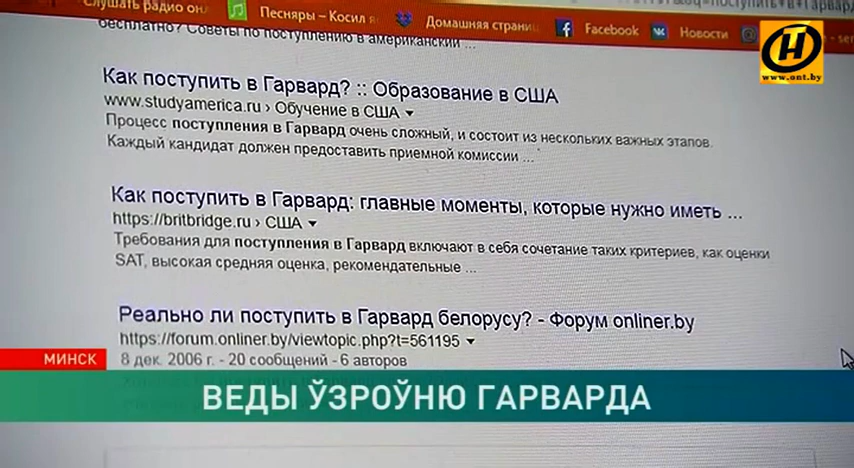 Слушать радио онл
Песняры – Косил я
Домашняя страниц
Facebook
Новости
www.ont.by
бесплатно? Советы по поступлению в американский ...
Как поступить в Гарвард? :: Образование в США
www.studyamerica.ru › Обучение в США
Процесс поступления в Гарвард очень сложный, и состоит из нескольких важных этапов.
Каждый кандидат должен предоставить приемной комиссии ...
Как поступить в Гарвард: главные моменты, которые нужно иметь ...
https://britbridge.ru › США
Требования для поступления в Гарвард включают в себя сочетание таких критериев, как оценки
SAT, высокая средняя оценка, рекомендательные ...
Реально ли поступить в Гарвард белорусу? - Форум onliner.by
https://forum.onliner.by/viewtopic.php?t=561195
8 дек. 2006 г. - 20 сообщений - 6 авторов
МИНСК
ВЕДЫ ЎЗРОЎНЮ ГАРВАРДА